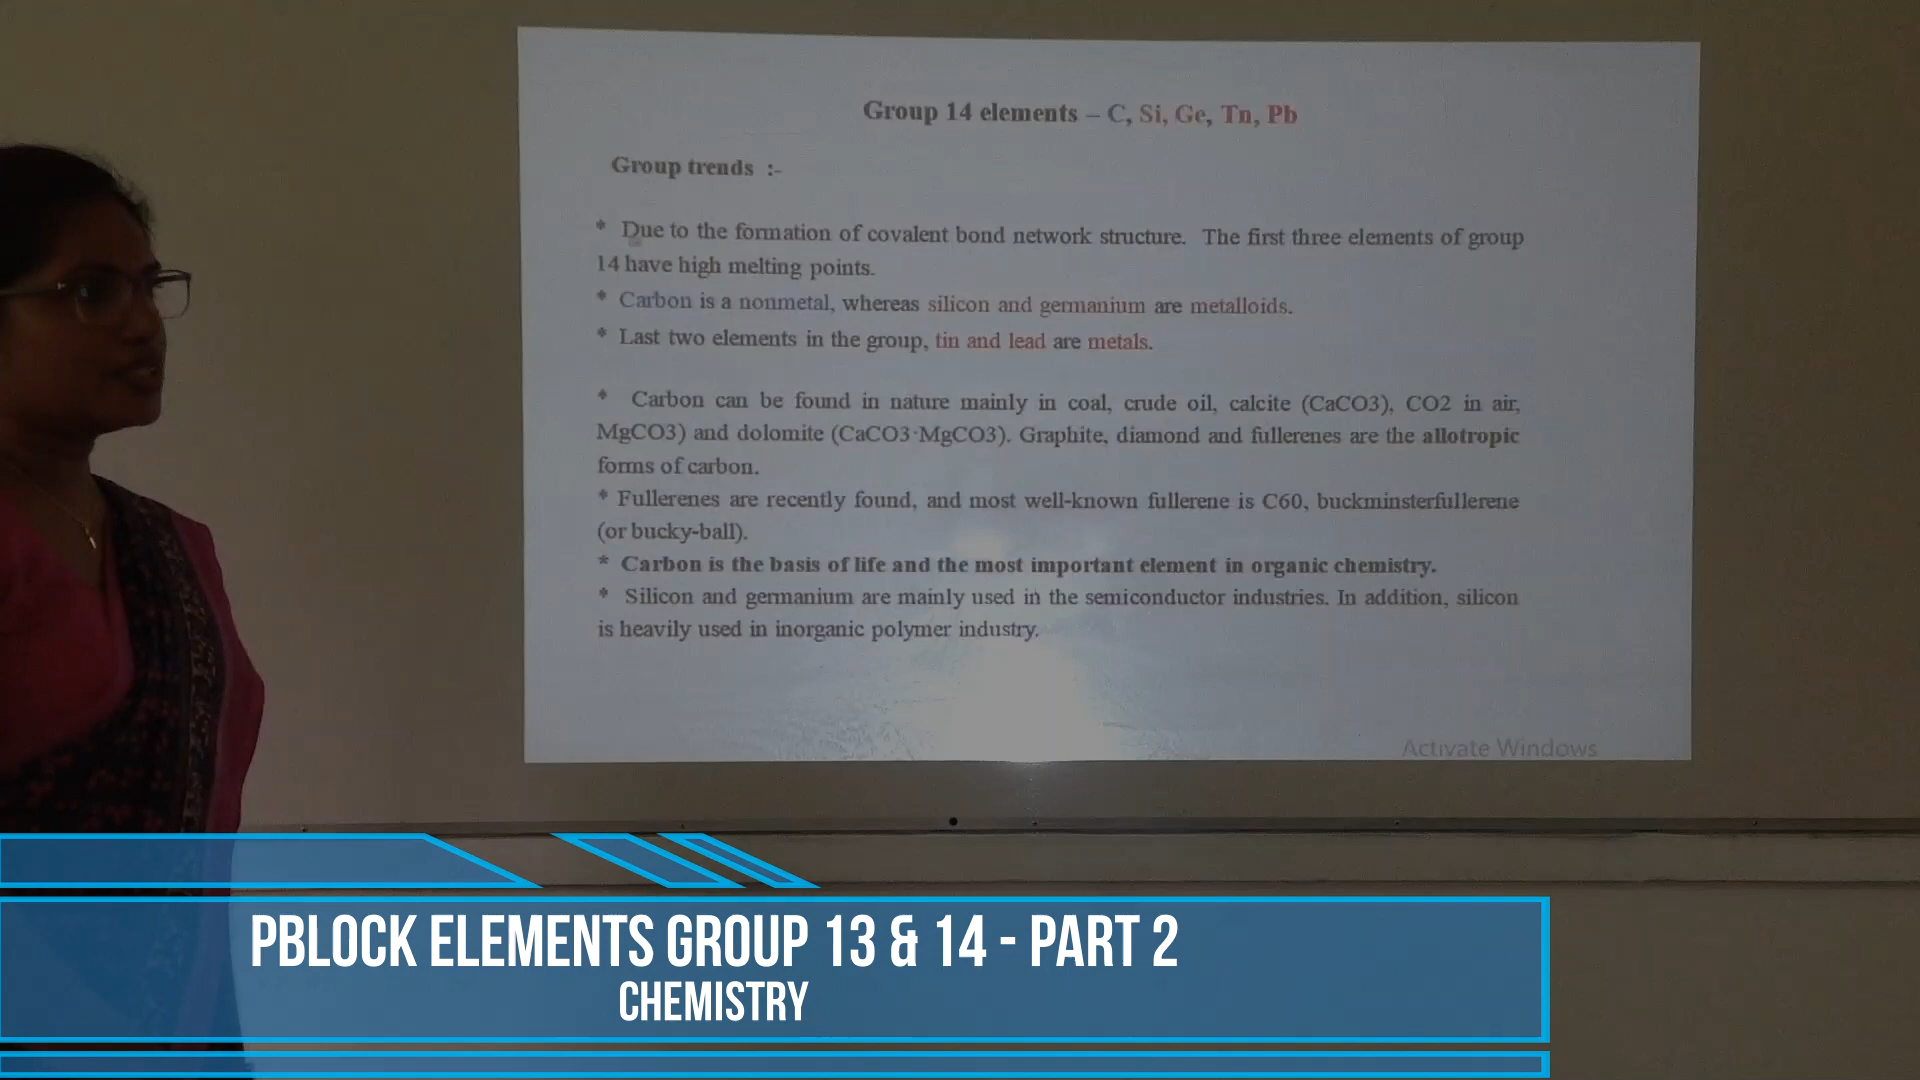 Group 14 elements – C, Si, Ge, Tn, Pb
Group trends :-
* Due to the formation of covalent bond network structure. The first three elements of group
14 have high melting points.
* Carbon is a nonmetal, whereas silicon and germanium are metalloids.
* Last two elements in the group, tin and lead are metals.
* Carbon can be found in nature mainly in coal, crude oil, calcite (CaCO3), CO2 in air,
MgCO3) and dolomite (CaCO3·MgCO3). Graphite, diamond and fullerenes are the allotropic
forms of carbon.
* Fullerenes are recently found, and most well-known fullerene is C60, buckminsterfullerene
(or bucky-ball).
* Carbon is the basis of life and the most important element in organic chemistry.
* Silicon and germanium are mainly used in the semiconductor industries. In addition, silicon
is heavily used in inorganic polymer industry.
Activate Windows
PBLOCK ELEMENTS GROUP 13 & 14 - PART 2
CHEMISTRY